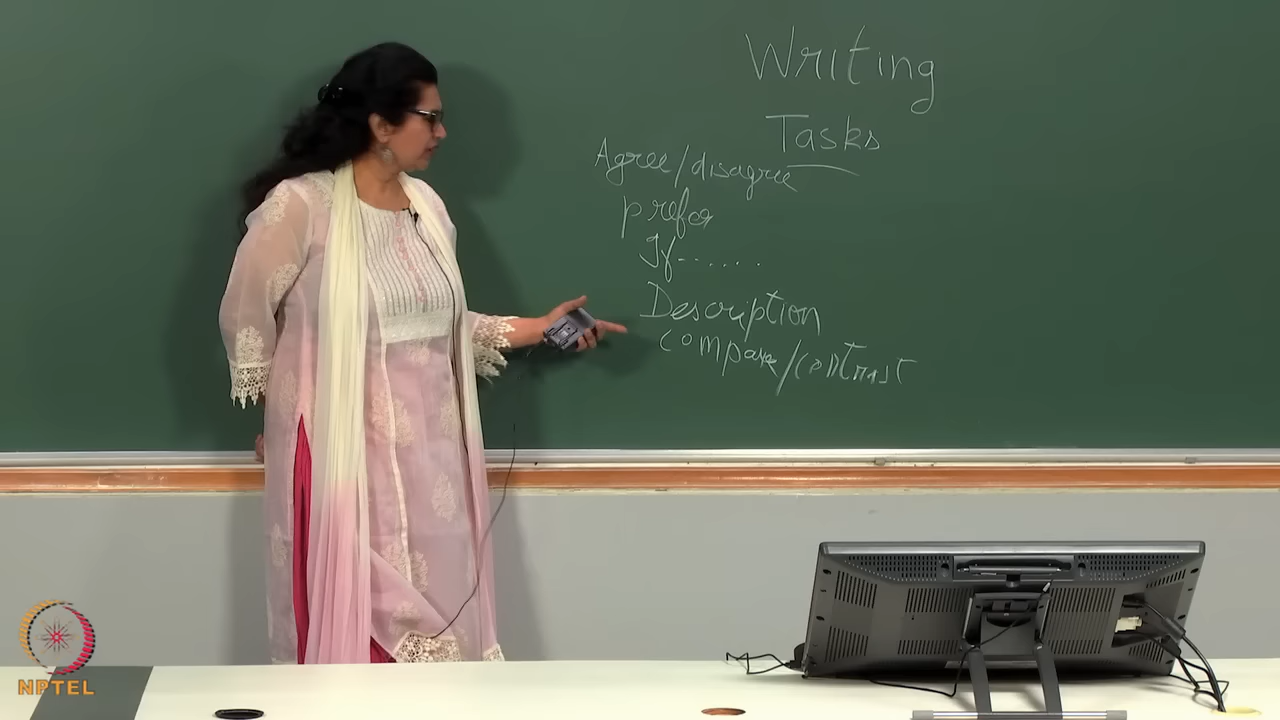 Writing
Tasks
Agree/disagree
prefer
If......
Description
compare/contrast
NPTEL